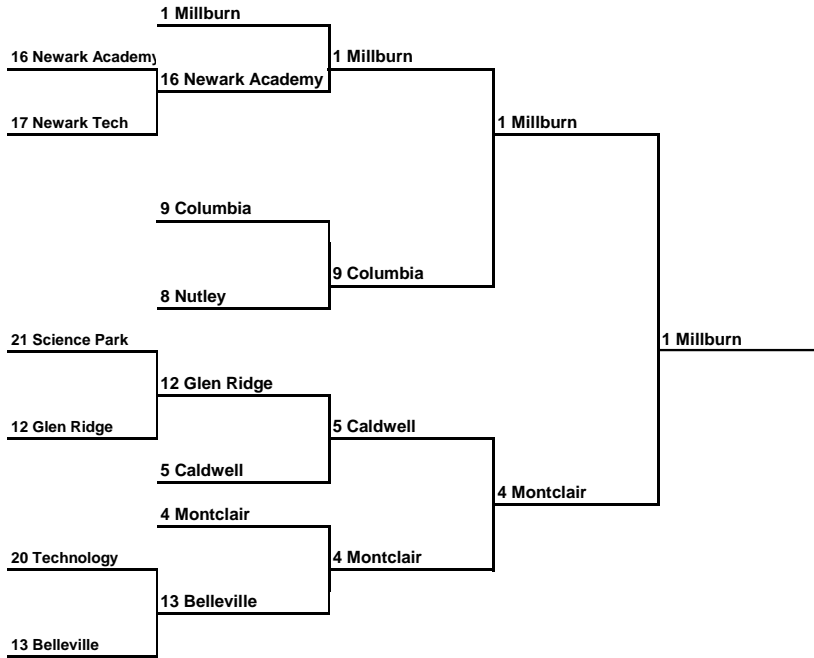 1 Millburn
16 Newark Academy
1 Millburn
16 Newark Academy
17 Newark Tech
1 Millburn
9 Columbia
9 Columbia
8 Nutley
21 Science Park
1 Millburn
12 Glen Ridge
12 Glen Ridge
5 Caldwell
5 Caldwell
4 Montclair
4 Montclair
20 Technology
4 Montclair
13 Belleville
13 Belleville